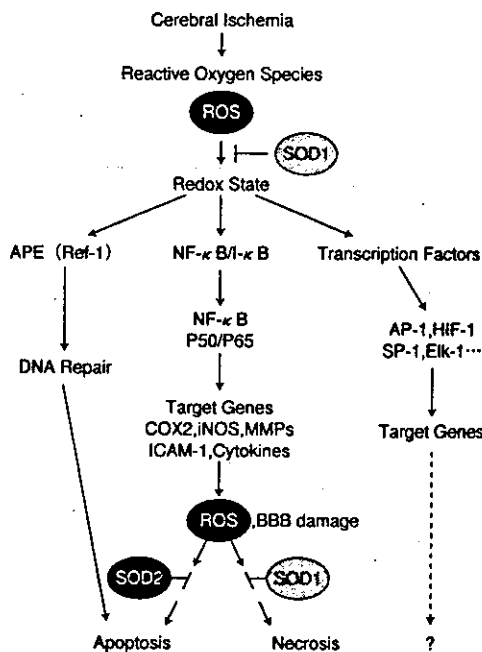 Cerebral Ischemia
Reactive Oxygen Species
ROS
SOD1
Redox State
APE (Ref-1)
NF-κ B/I-κ B
Transcription Factors
NF-κ B
P50/P65
AP-1,HIF-1
SP-1,Elk-1···
DNA Repair
Target Genes
COX2,iNOS,MMPs
ICAM-1,Cytokines
Target Genes
ROS ,BBB damage
SOD2
SOD1
Apoptosis
Necrosis
?